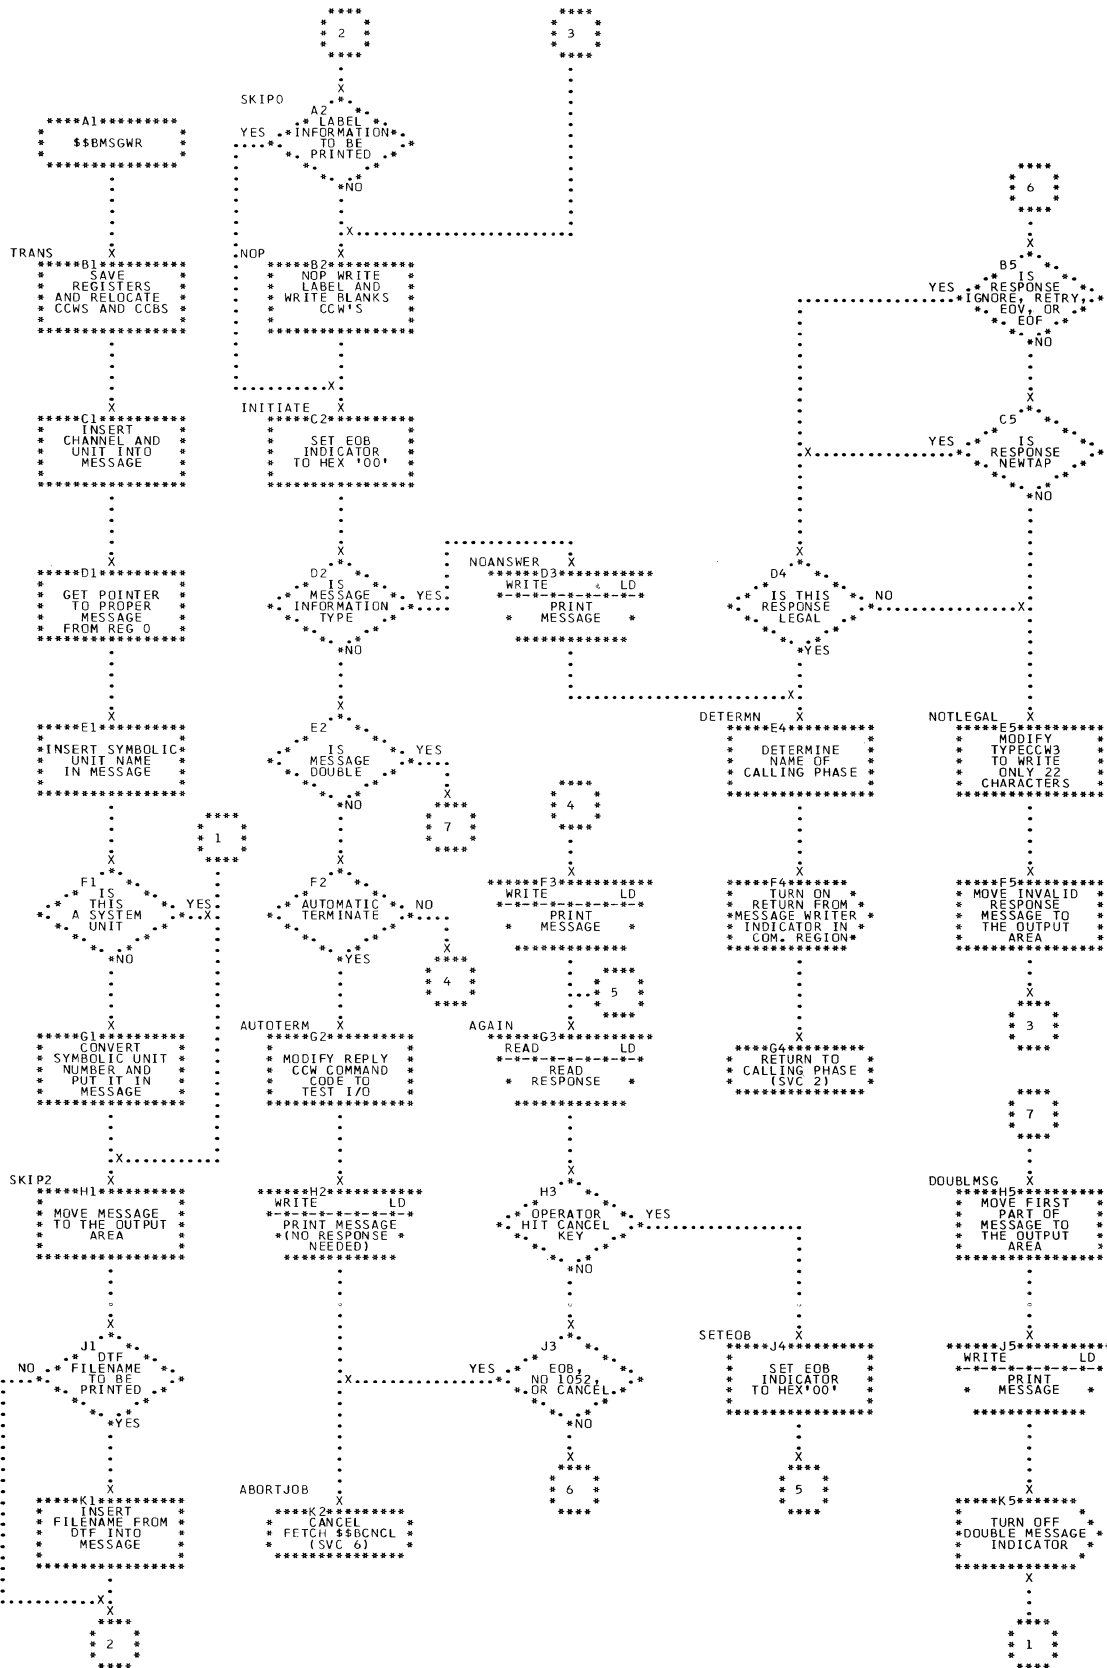 2
3
SKIP0
A2
LABEL
INFORMATION
TO BE
PRINTED
YES
NO
A1
$$BMSGWR
6
TRANS
B1
SAVE
REGISTERS
AND RELOCATE
CCWS AND CCBS
NOP
B2
NOP WRITE
LABEL AND
WRITE BLANKS
CCW'S
B5
IS
RESPONSE
IGNORE, RETRY,
EOV, OR
EOF
YES
NO
C1
INSERT
CHANNEL AND
UNIT INTO
MESSAGE
INITIATE
C2
SET EOB
INDICATOR
TO HEX '00'
C5
IS
RESPONSE
NEWTAP
YES
NO
D1
GET POINTER
TO PROPER
MESSAGE
FROM REG 0
D2
IS
MESSAGE
INFORMATION
TYPE
YES
NO
NOANSWER
D3
WRITE LD
PRINT
MESSAGE
D4
IS THIS
RESPONSE
LEGAL
NO
YES
E1
INSERT SYMBOLIC
UNIT NAME
IN MESSAGE
E2
IS
MESSAGE
DOUBLE
YES
NO
7
DETERMN
E4
DETERMINE
NAME OF
CALLING PHASE
NOTLEGAL
E5
MODIFY
TYPECCW3
TO WRITE
ONLY 22
CHARACTERS
1
4
F1
IS
THIS
A SYSTEM
UNIT
YES
NO
F2
AUTOMATIC
TERMINATE
NO
YES
4
F3
WRITE LD
PRINT
MESSAGE
5
F4
TURN ON
RETURN FROM
MESSAGE WRITER
INDICATOR IN
COM. REGION
F5
MOVE INVALID
RESPONSE
MESSAGE TO
THE OUTPUT
AREA
3
G1
CONVERT
SYMBOLIC UNIT
NUMBER AND
PUT IT IN
MESSAGE
AUTOTERM
G2
MODIFY REPLY
CCW COMMAND
CODE TO
TEST I/O
AGAIN
G3
READ LD
READ
RESPONSE
G4
RETURN TO
CALLING PHASE
(SVC 2)
7
SKIP2
H1
MOVE MESSAGE
TO THE OUTPUT
AREA
H2
WRITE LD
PRINT MESSAGE
(NO RESPONSE
NEEDED)
H3
OPERATOR
HIT CANCEL
KEY
YES
NO
DOUBLMSG
H5
MOVE FIRST
PART OF
MESSAGE TO
THE OUTPUT
AREA
J1
DTF
FILENAME
TO BE
PRINTED
NO
YES
J3
EOB,
NO 1052,
OR CANCEL
YES
NO
SETEOB
J4
SET EOB
INDICATOR
TO HEX'00'
J5
WRITE LD
PRINT
MESSAGE
6
5
K1
INSERT
FILENAME FROM
DTF INTO
MESSAGE
ABORTJOB
K2
CANCEL
FETCH $$BCNCL
(SVC 6)
K5
TURN OFF
DOUBLE MESSAGE
INDICATOR
2
1